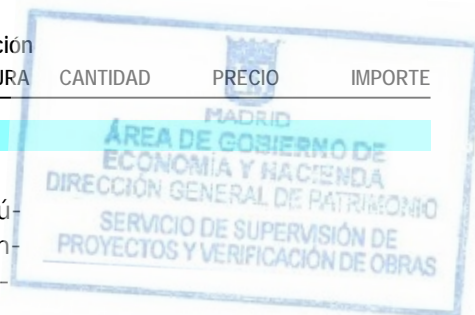 ción
URA CANTIDAD PRECIO IMPORTE
MADRID
ÁREA DE GOBIERNO DE
ECONOMÍA Y HACIENDA
DIRECCIÓN GENERAL DE PATRIMONIO
ú-
SERVICIO DE SUPERVISIÓN DE
n-
PROYECTOS Y VERIFICACIÓN DE OBRAS